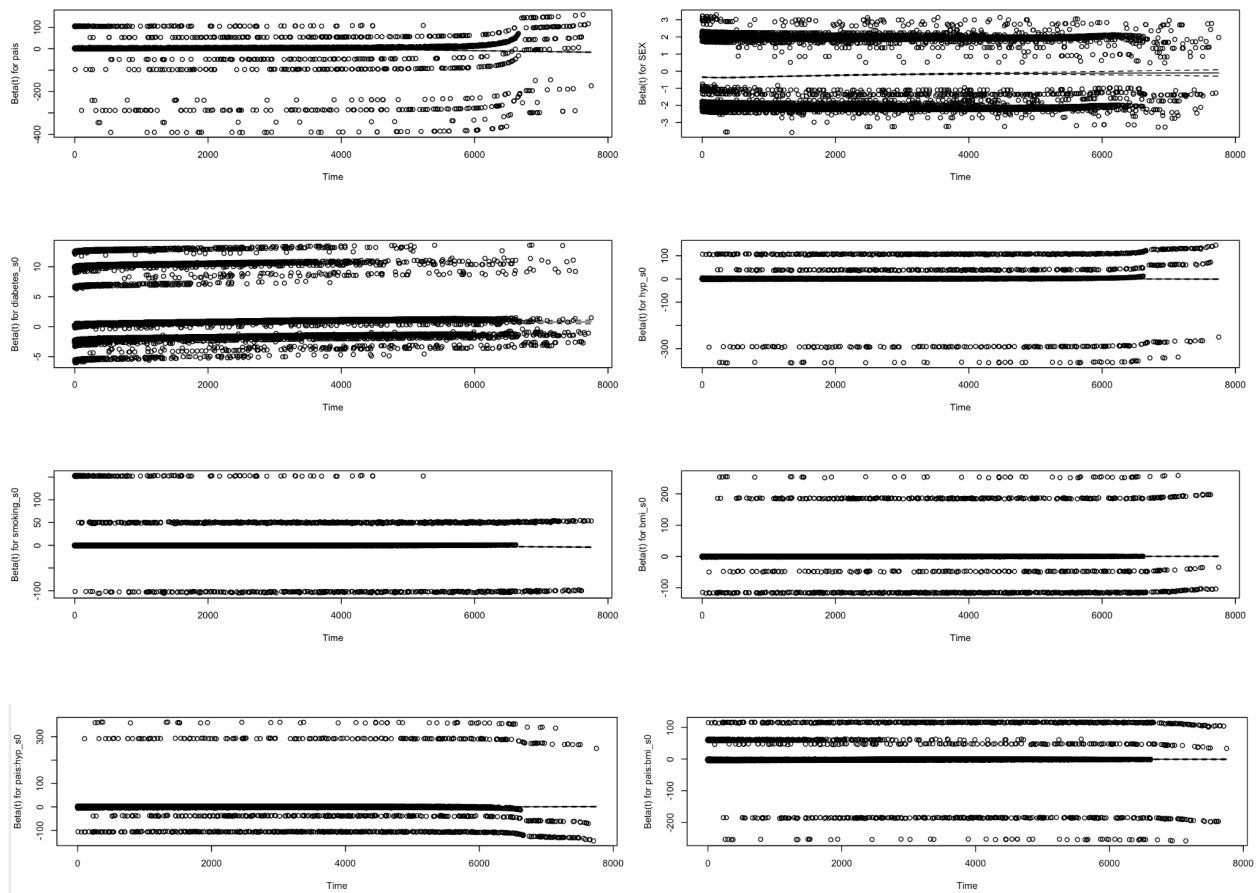 Beta(t) for pais
100
0
-200
-400
0 2000 4000 6000 8000
Time
Beta(t) for SEX
3
2
1
0
-1
-2
-3
0 2000 4000 6000 8000
Time
Beta(t) for diabetes_s0
10
5
0
-5
0 2000 4000 6000 8000
Time
Beta(t) for hyp_s0
100
0
-100
-300
0 2000 4000 6000 8000
Time
Beta(t) for smoking_s0
100
50
0
-100
0 2000 4000 6000 8000
Time
Beta(t) for bmi_s0
200
100
0
-100
0 2000 4000 6000 8000
Time
Beta(t) for pais:hyp_s0
300
100
0
-100
0 2000 4000 6000 8000
Time
Beta(t) for pais:bmi_s0
100
0
-100
-200
0 2000 4000 6000 8000
Time